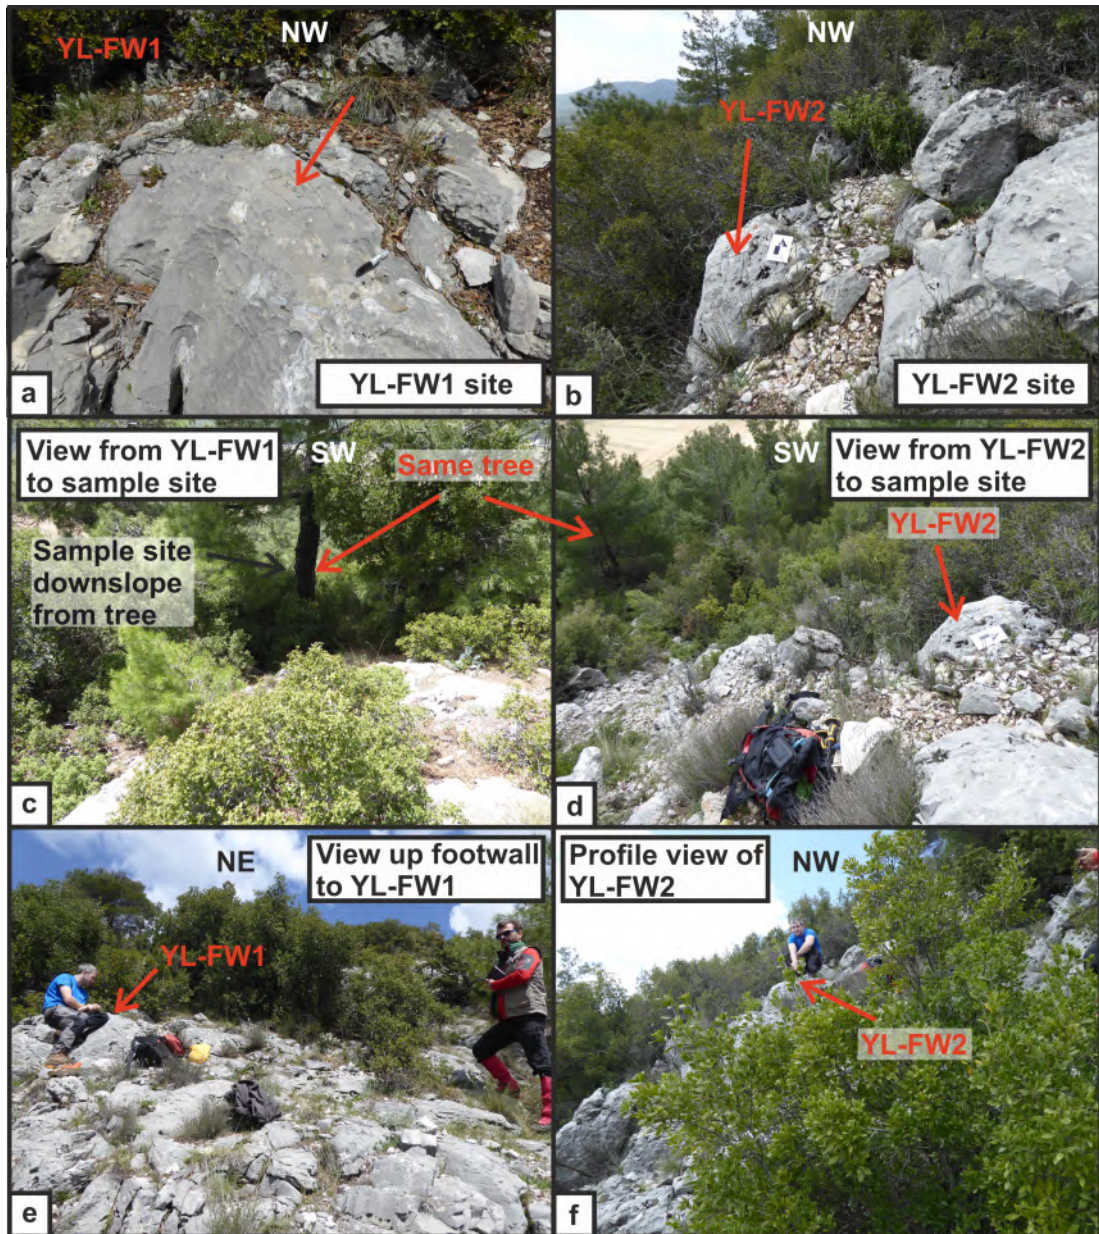 YL-FW1
NW
a
YL-FW1 site
NW
YL-FW2
b
YL-FW2 site
View from YL-FW1
to sample site
SW
Same tree
Sample site
downslope
from tree
c
SW
View from YL-FW2
to sample site
YL-FW2
d
NE
View up footwall
to YL-FW1
YL-FW1
e
Profile view of
YL-FW2
NW
YL-FW2
f